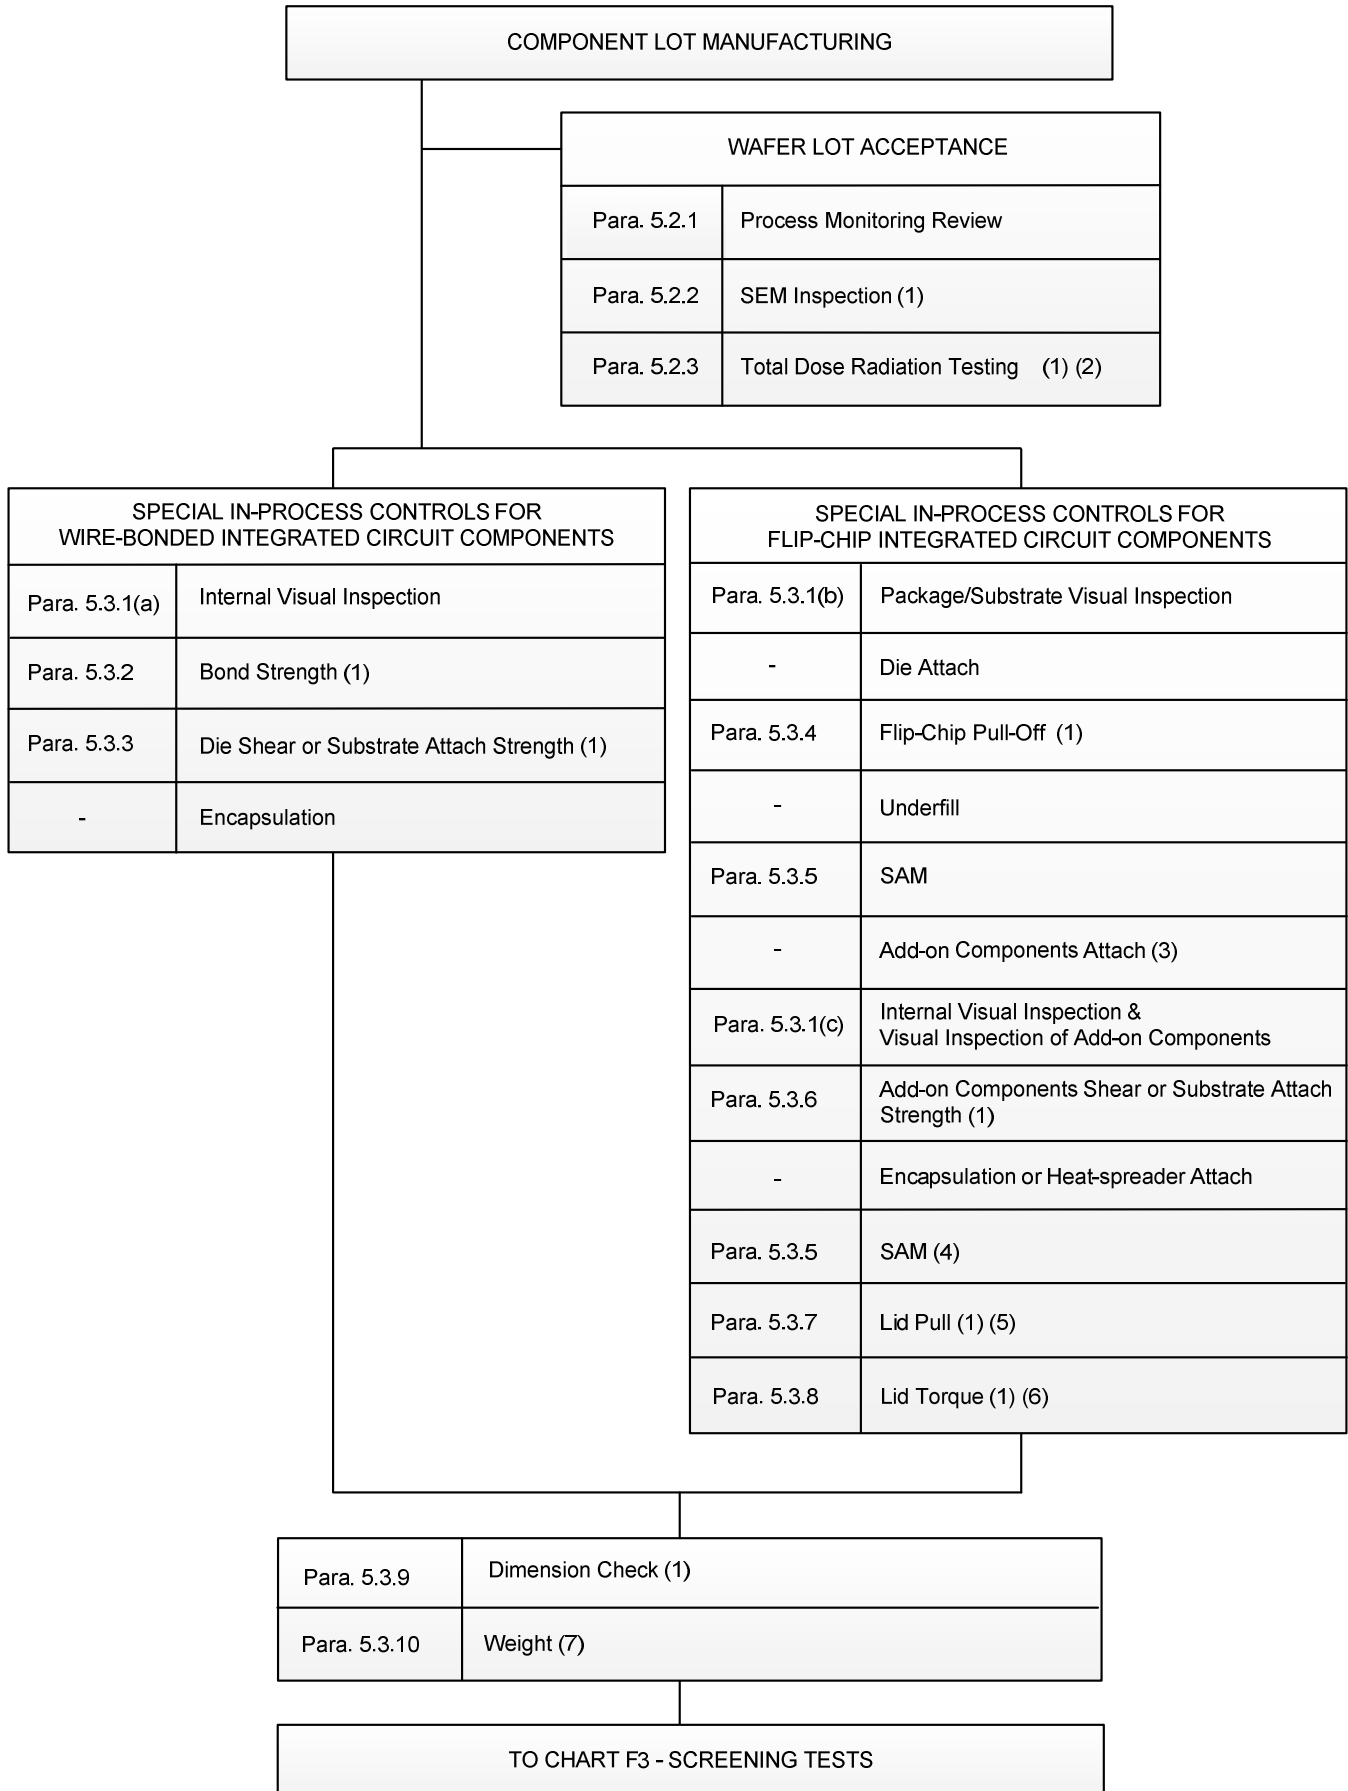 COMPONENT LOT MANUFACTURING
WAFER LOT ACCEPTANCE
Para. 5.2.1 Process Monitoring Review
Para. 5.2.2 SEM Inspection (1)
Para. 5.2.3 Total Dose Radiation Testing (1) (2)
SPECIAL IN-PROCESS CONTROLS FOR
WIRE-BONDED INTEGRATED CIRCUIT COMPONENTS
Para. 5.3.1(a) Internal Visual Inspection
Para. 5.3.2 Bond Strength (1)
Para. 5.3.3 Die Shear or Substrate Attach Strength (1)
- Encapsulation
SPECIAL IN-PROCESS CONTROLS FOR
FLIP-CHIP INTEGRATED CIRCUIT COMPONENTS
Para. 5.3.1(b) Package/Substrate Visual Inspection
- Die Attach
Para. 5.3.4 Flip-Chip Pull-Off (1)
- Underfill
Para. 5.3.5 SAM
- Add-on Components Attach (3)
Para. 5.3.1(c) Internal Visual Inspection &
Visual Inspection of Add-on Components
Para. 5.3.6 Add-on Components Shear or Substrate Attach
Strength (1)
- Encapsulation or Heat-spreader Attach
Para. 5.3.5 SAM (4)
Para. 5.3.7 Lid Pull (1) (5)
Para. 5.3.8 Lid Torque (1) (6)
Para. 5.3.9 Dimension Check (1)
Para. 5.3.10 Weight (7)
TO CHART F3 - SCREENING TESTS